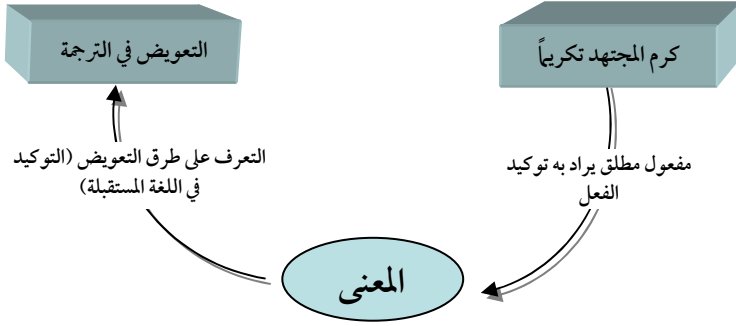 كرم المجتهد تكريماً
التعويض في الترجمة
مفعول مطلق يراد به توكيد
الفعل
التعرف على طرق التعويض (التوكيد
في اللغة المستقبلة)
المعنى